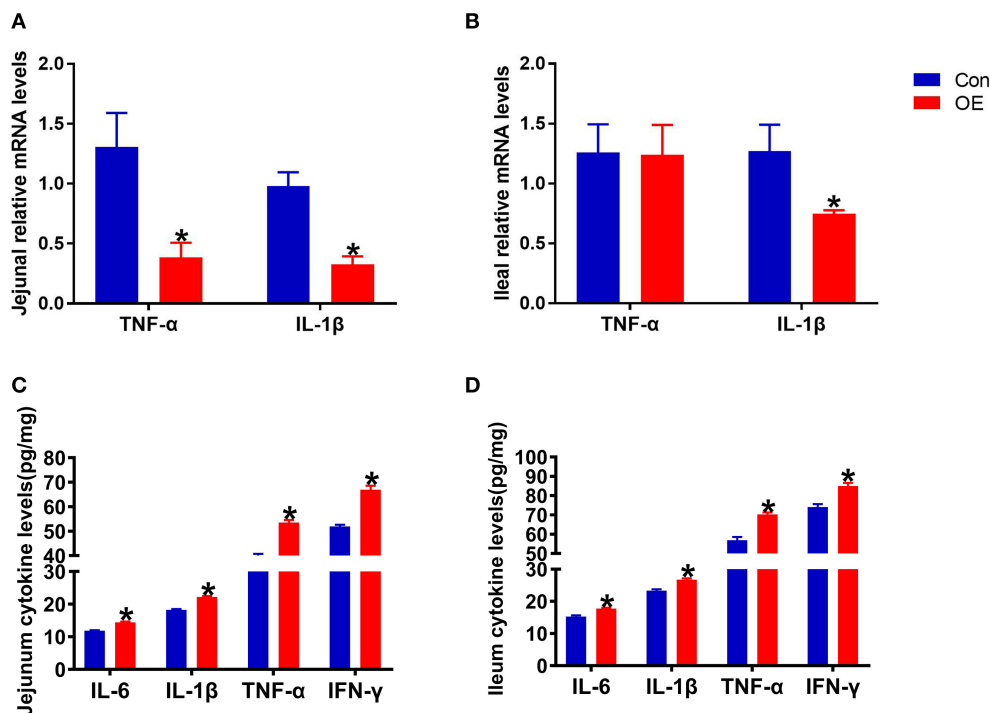 A
Jejunal relative mRNA levels
2.0
1.5
1.0
0.5
0.0
*
*
TNF-α IL-1β
B
Ileal relative mRNA levels
2.0
1.5
1.0
0.5
0.0
*
TNF-α IL-1β
Con
OE
C
Jejunum cytokine levels(pg/mg)
80
70
60
50
40
30
20
10
0
*
*
*
*
IL-6 IL-1β TNF-α IFN-γ
D
Ileum cytokine levels(pg/mg)
100
90
80
70
60
50
30
20
10
0
*
*
*
*
IL-6 IL-1β TNF-α IFN-γ